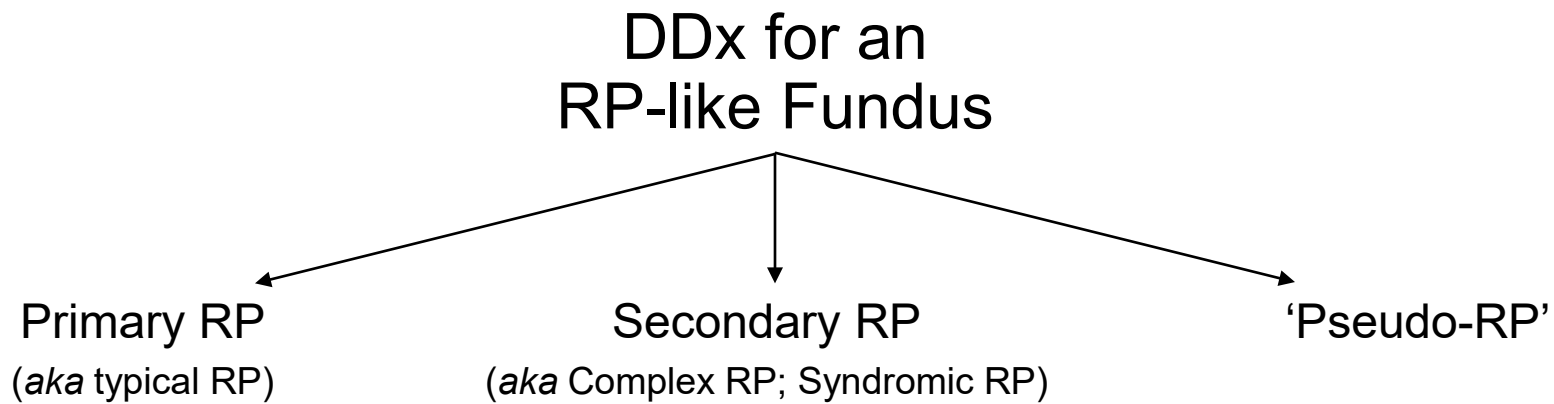 DDx for an
RP-like Fundus
Primary RP
Secondary RP
‘Pseudo-RP’
(aka typical RP)
(aka Complex RP; Syndromic RP)